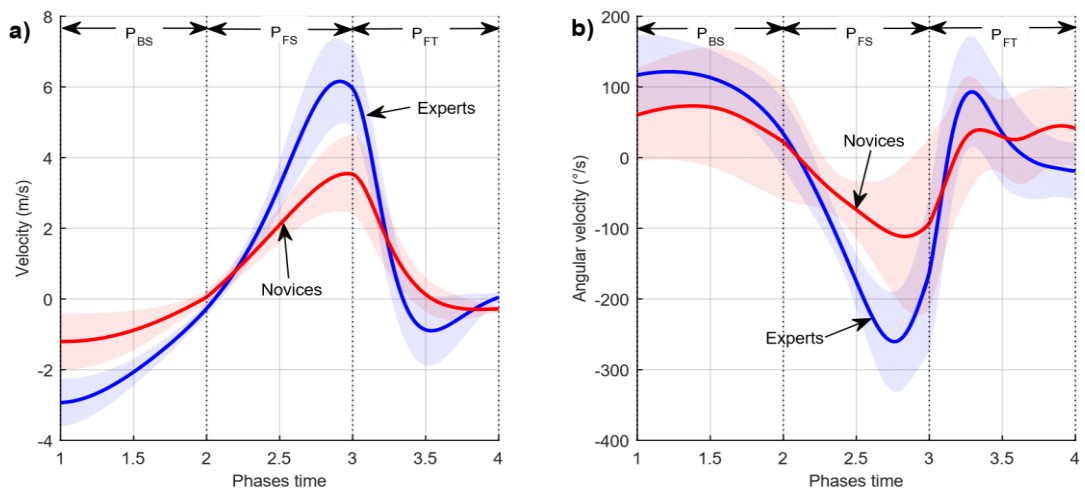 a)
P_BS P_FS P_FT
8
6
4
2
0
-2
-4
Velocity (m/s)
Experts
Novices
1 1.5 2 2.5 3 3.5 4
Phases time
b)
P_BS P_FS P_FT
200
100
0
-100
-200
-300
-400
Angular velocity (°/s)
Novices
Experts
1 1.5 2 2.5 3 3.5 4
Phases time